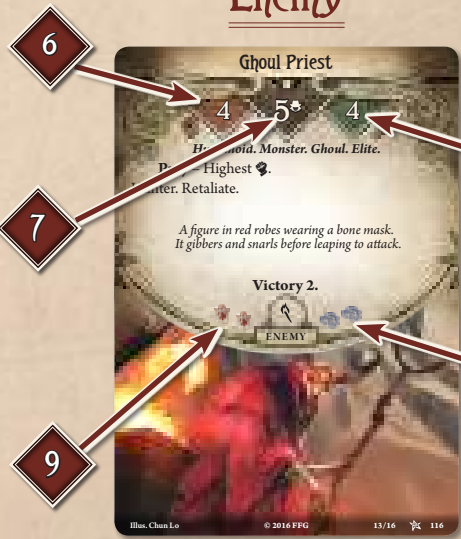 Enemy
6
Ghoul Priest
4 5 4
Humanoid. Monster. Ghoul. Elite.
– Highest
Retaliate.
7
A figure in red robes wearing a bone mask.
It gibbers and snarls before leaping to attack.
Victory 2.
ENEMY
9
Illus. Chun Lo © 2016 FFG 13/16 116